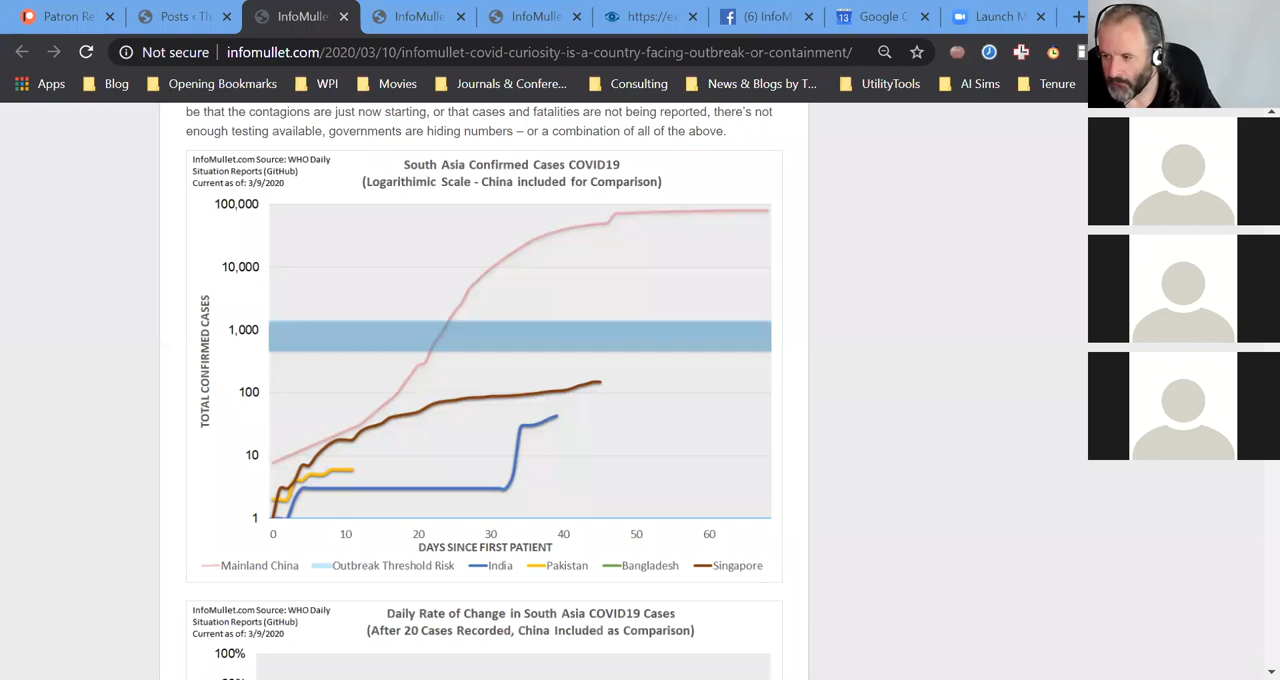 Patron Re
Posts ‹ Th
InfoMulle
InfoMulle
InfoMulle
https://ex
(6) InfoM
Google C
Launch M
Not secure
infomullet.com/2020/03/10/infomullet-covid-curiosity-is-a-country-facing-outbreak-or-containment/
Apps
Blog
Opening Bookmarks
WPI
Movies
Journals & Confere...
Consulting
News & Blogs by T...
UtilityTools
AI Sims
Tenure
be that the contagions are just now starting, or that cases and fatalities are not being reported, there's not
enough testing available, governments are hiding numbers – or a combination of all of the above.
InfoMullet.com Source: WHO Daily
Situation Reports (GitHub)
Current as of: 3/9/2020
South Asia Confirmed Cases COVID19
(Logarithimic Scale - China included for Comparison)
100,000
10,000
1,000
100
10
1
TOTAL CONFIRMED CASES
0 10 20 30 40 50 60
DAYS SINCE FIRST PATIENT
Mainland China Outbreak Threshold Risk India Pakistan Bangladesh Singapore
InfoMullet.com Source: WHO Daily
Situation Reports (GitHub)
Current as of: 3/9/2020
Daily Rate of Change in South Asia COVID19 Cases
(After 20 Cases Recorded, China Included as Comparison)
100%